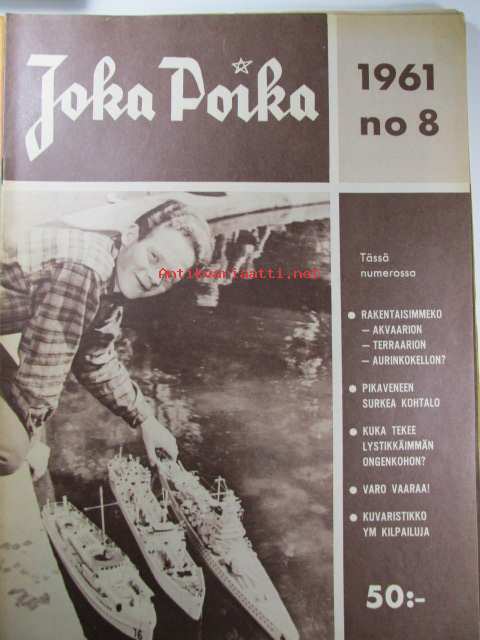 Joka Poika
1961
no 8
Tässä
numerossa
● RAKENTAISIMMEKO
– AKVAARION
– TERRAARION
– AURINKOKELLON?
● PIKAVENEEN
SURKEA KOHTALO
● KUKA TEKEE
LYSTIKKÄIMMÄN
ONGENKOHON?
● VARO VAARAA!
● KUVARISTIKKO
YM KILPAILUJA
50:-
Antikvariaatti.net
16